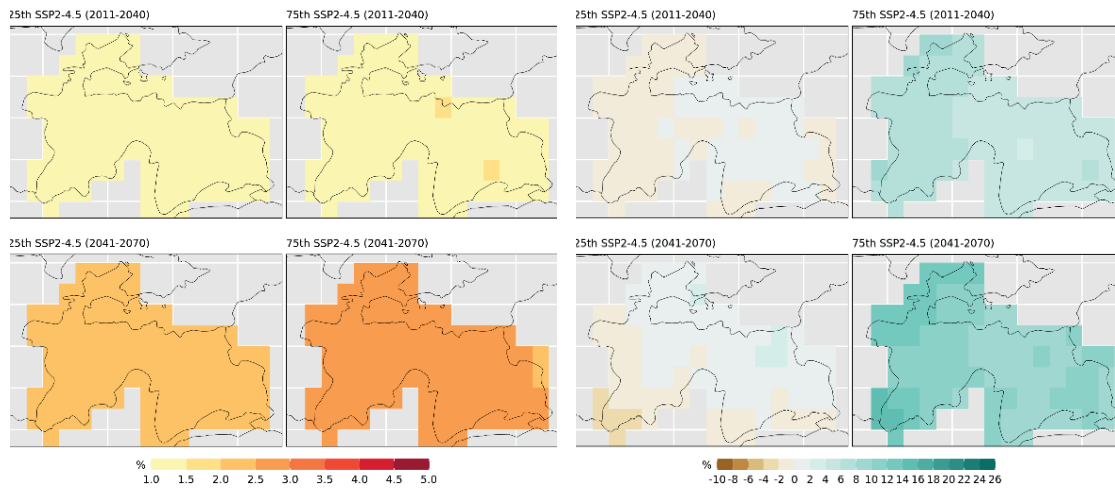 25th SSP2-4.5 (2011-2040)
75th SSP2-4.5 (2011-2040)
25th SSP2-4.5 (2011-2040)
75th SSP2-4.5 (2011-2040)
25th SSP2-4.5 (2041-2070)
75th SSP2-4.5 (2041-2070)
25th SSP2-4.5 (2041-2070)
75th SSP2-4.5 (2041-2070)
% 1.0 1.5 2.0 2.5 3.0 3.5 4.0 4.5 5.0
% -10 -8 -6 -4 -2 0 2 4 6 8 10 12 14 16 18 20 22 24 26